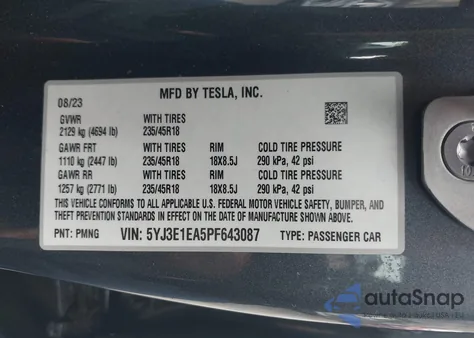 MFD BY TESLA, INC.
08/23
GVWR WITH TIRES
2129 kg (4694 lb) 235/45R18
GAWR FRT WITH TIRES RIM COLD TIRE PRESSURE
1110 kg (2447 lb) 235/45R18 18X8.5J 290 kPa, 42 psi
GAWR RR WITH TIRES RIM COLD TIRE PRESSURE
1257 kg (2771 lb) 235/45R18 18X8.5J 290 kPa, 42 psi
THIS VEHICLE CONFORMS TO ALL APPLICABLE U.S. FEDERAL MOTOR VEHICLE SAFETY, BUMPER, AND
THEFT PREVENTION STANDARDS IN EFFECT ON THE DATE OF MANUFACTURE SHOWN ABOVE.
PNT: PMNG VIN: 5YJ3E1EA5PF643087 TYPE: PASSENGER CAR
autoSnap